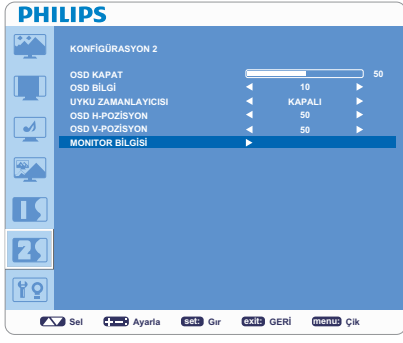 PHILIPS
KONFİGÜRASYON 2
OSD KAPAT 50
OSD BİLGİ 10
UYKU ZAMANLAYICISI KAPALI
OSD H-POZİSYON 50
OSD V-POZİSYON 50
MONITOR BİLGİSİ
Sel Ayarla set: Gır exit: GERİ menu: Çik